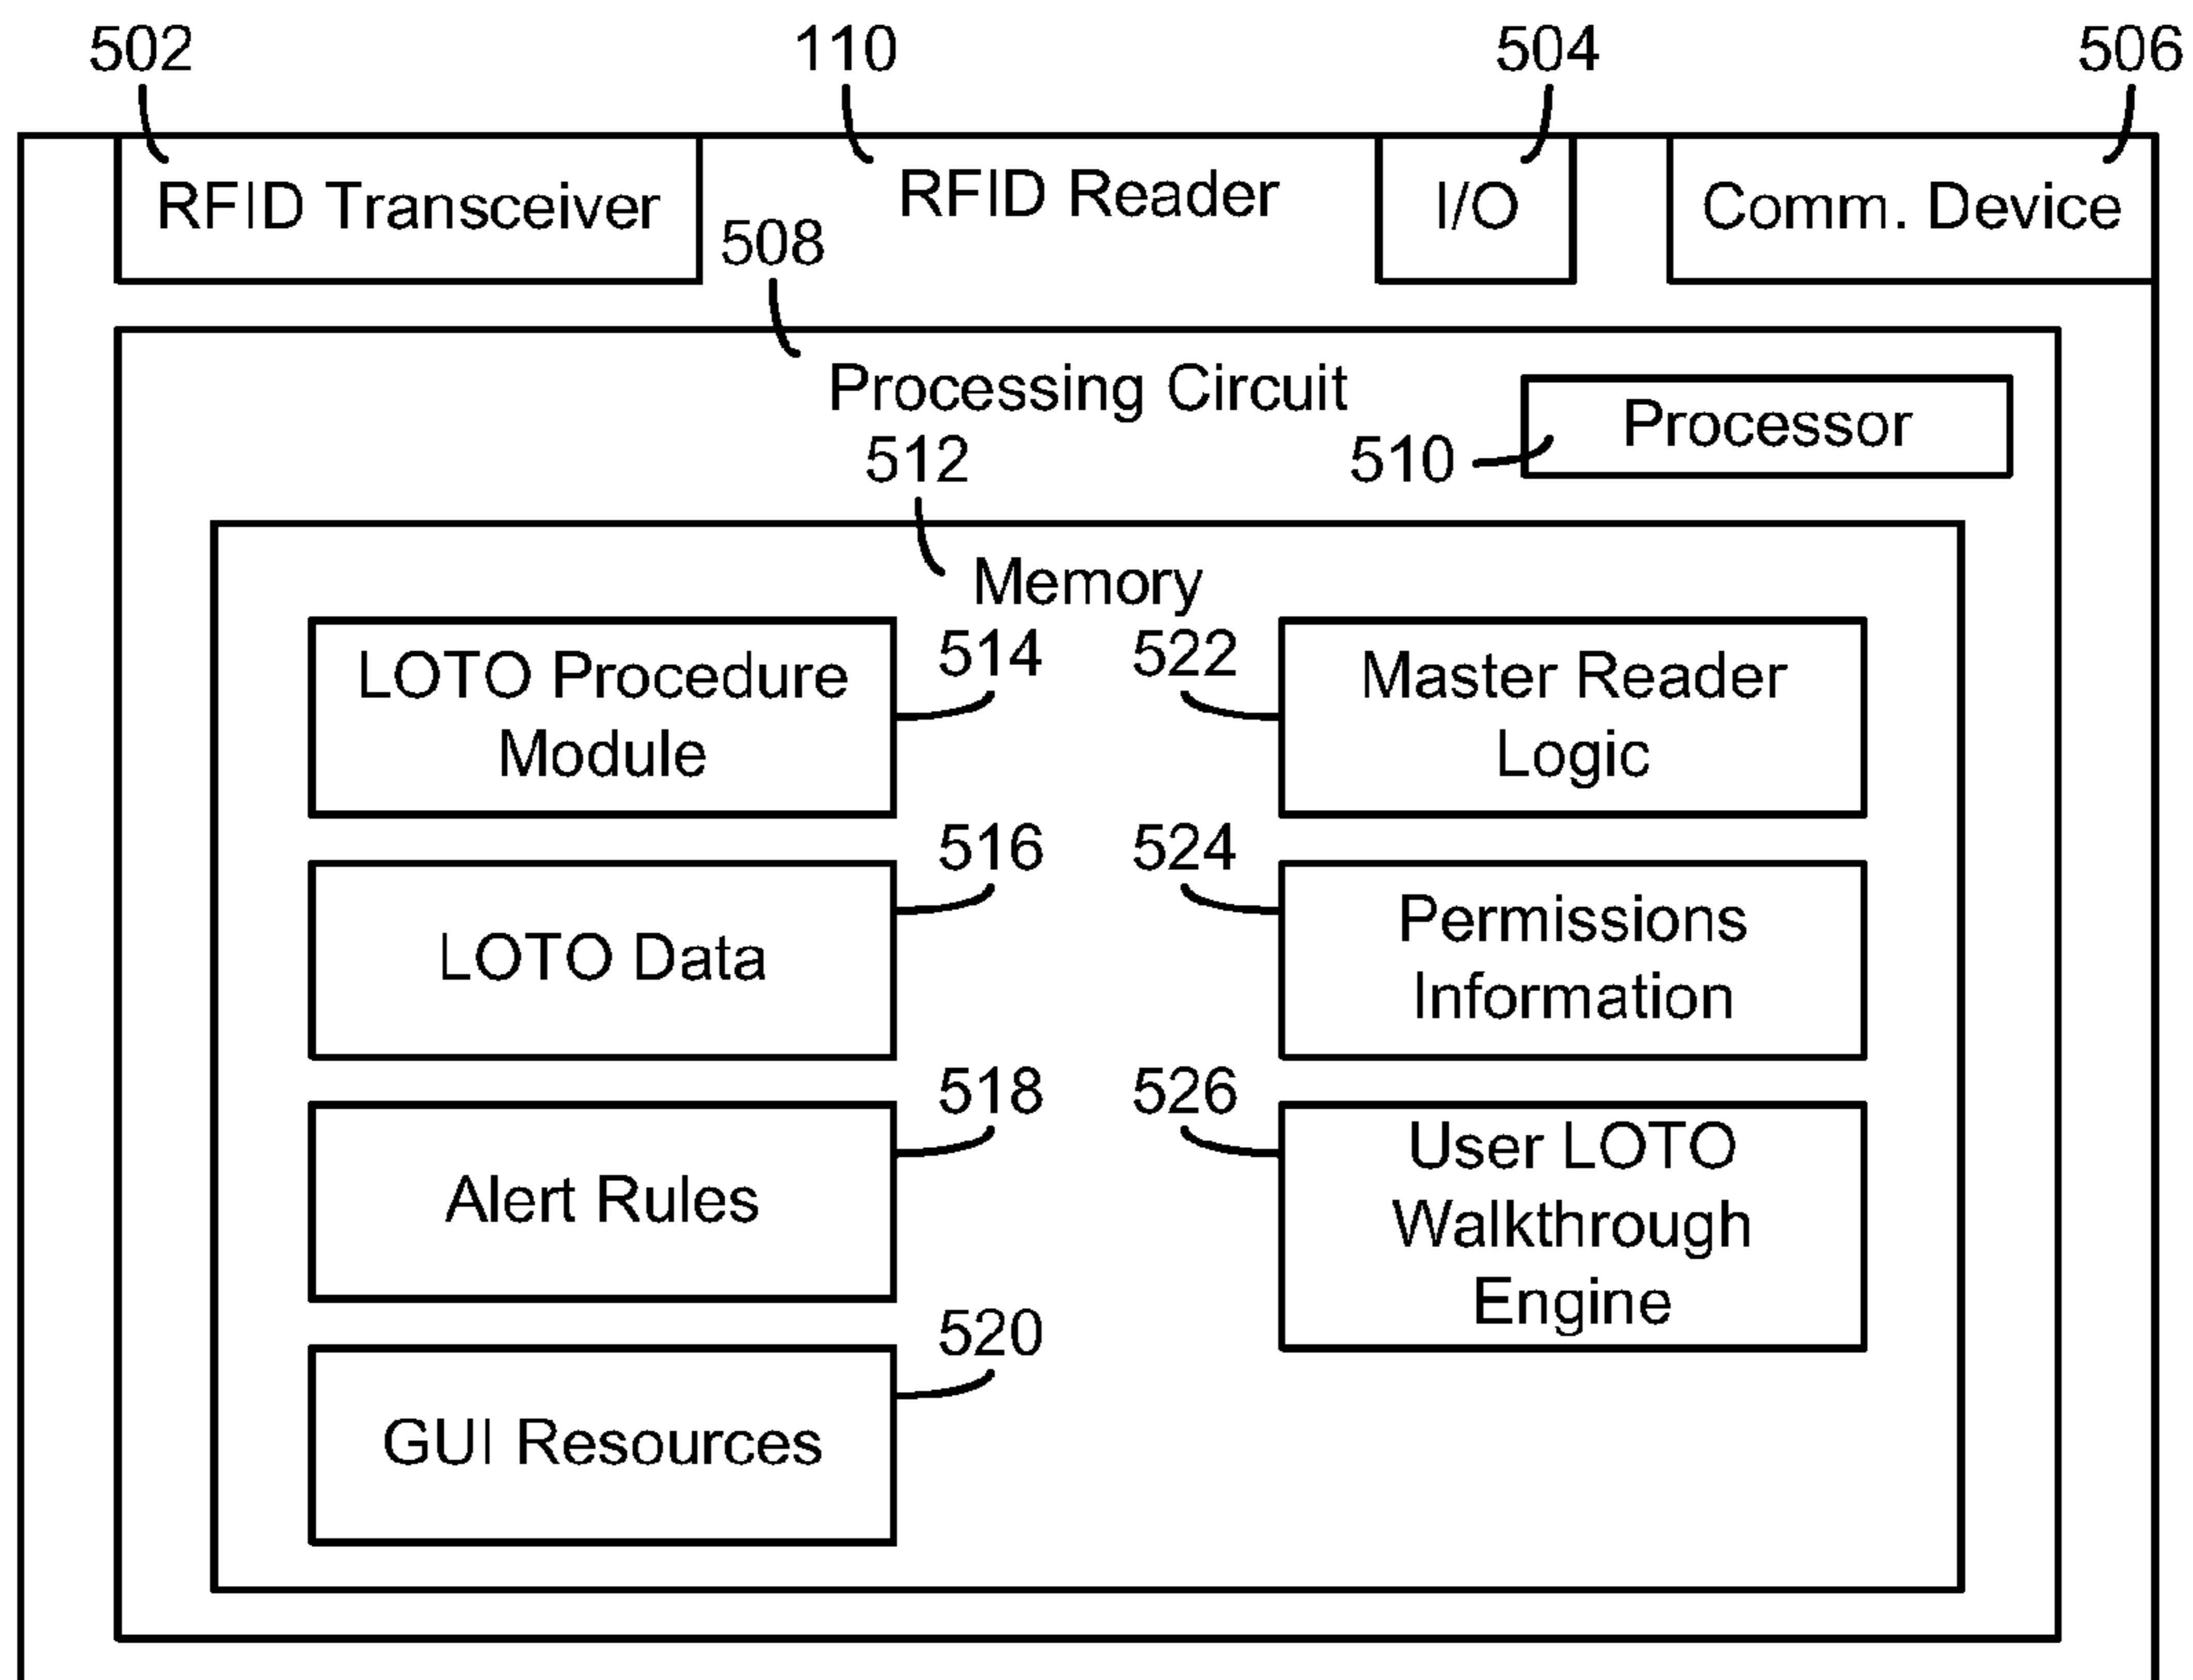 502
110
504
506
RFID Transceiver
RFID Reader
I/O
Comm. Device
508
Processing Circuit
Processor
510
512
Memory
LOTO Procedure
Module
514
522
Master Reader
Logic
LOTO Data
516
524
Permissions
Information
Alert Rules
518
526
User LOTO
Walkthrough
Engine
GUI Resources
520